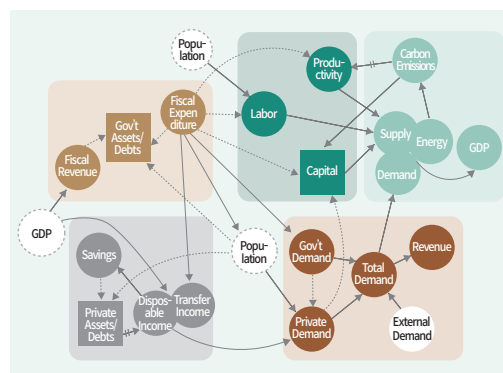 Popu-
lation
Produ-
ctivity
Carbon
Emissions
Fiscal
Expen
diture
Labor
Gov't
Assets/
Debts
Supply
Energy
GDP
Fiscal
Revenue
Capital
Demand
GDP
Savings
Popu-
lation
Gov't
Demand
Revenue
Total
Demand
Private
Assets/
Debts
Dispos-
able
Income
Transfer
Income
Private
Demand
External
Demand